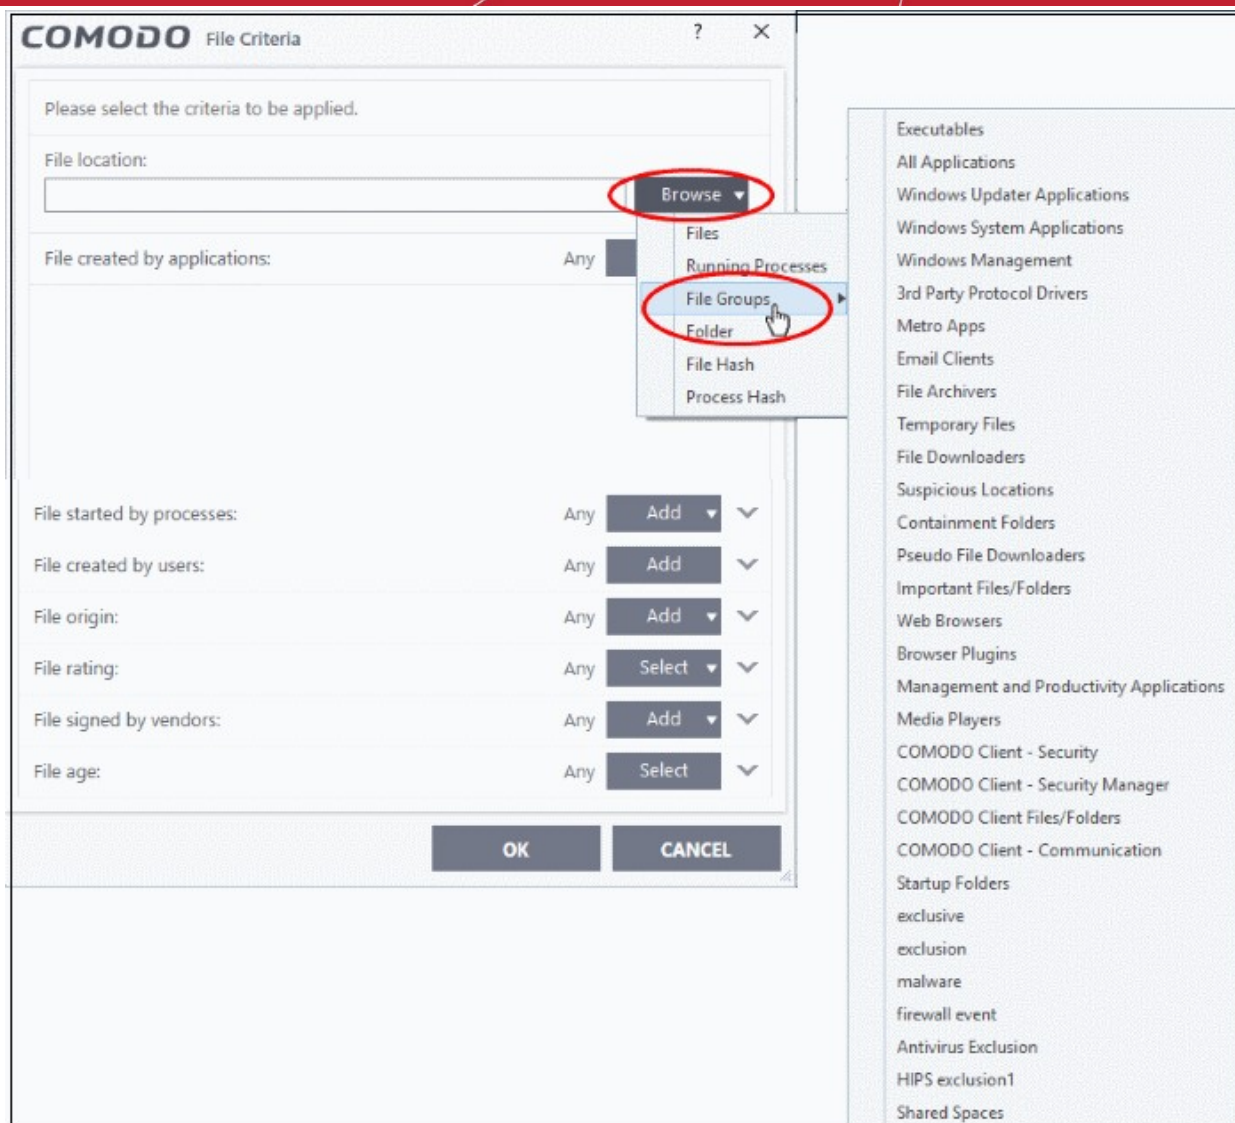 COMODO File Criteria ?
Please select the criteria to be applied.
File location:
Browse
File created by applications: Any
Files
Running Processes
File Groups
Folder
File Hash
Process Hash
File started by processes: Any Add
File created by users: Any Add
File origin: Any Add
File rating: Any Select
File signed by vendors: Any Add
File age: Any Select
OK CANCEL
Executables
All Applications
Windows Updater Applications
Windows System Applications
Windows Management
3rd Party Protocol Drivers
Metro Apps
Email Clients
File Archivers
Temporary Files
File Downloaders
Suspicious Locations
Containment Folders
Pseudo File Downloaders
Important Files/Folders
Web Browsers
Browser Plugins
Management and Productivity Applications
Media Players
COMODO Client - Security
COMODO Client - Security Manager
COMODO Client Files/Folders
COMODO Client - Communication
Startup Folders
exclusive
exclusion
malware
firewall event
Antivirus Exclusion
HIPS exclusion1
Shared Spaces